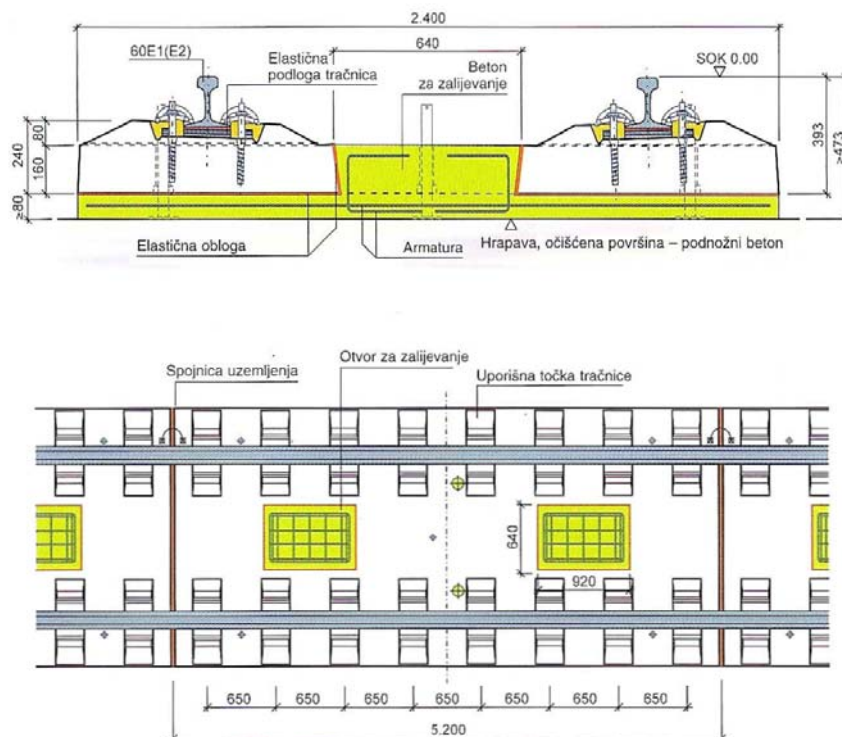 2.400
640
60E1(E2)
Elastična
podloga tračnica
Beton
za zalijevanje
SOK 0.00
240
80
160
≥80
393
≥473
Elastična obloga
Armatura
Hrapava, očišćena površina – podnožni beton
Spojnica uzemljenja
Otvor za zalijevanje
Uporišna točka tračnice
640
920
650
650
650
650
650
650
650
5.200